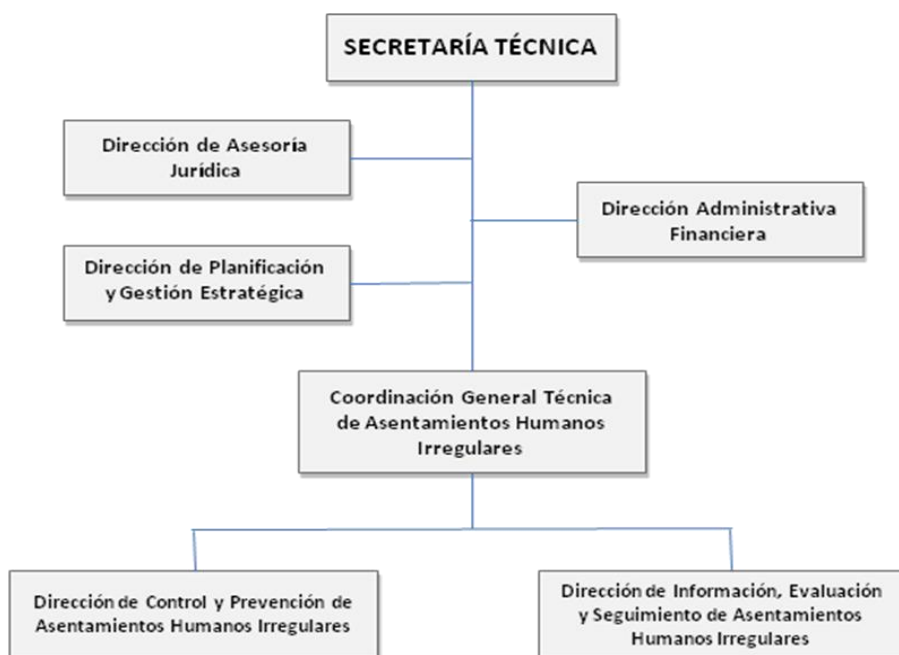 SECRETARÍA TÉCNICA
Dirección de Asesoría
Jurídica
Dirección Administrativa
Financiera
Dirección de Planificación
y Gestión Estratégica
Coordinación General Técnica
de Asentamientos Humanos
Irregulares
Dirección de Control y Prevención de
Asentamientos Humanos Irregulares
Dirección de Información, Evaluación
y Seguimiento de Asentamientos
Humanos Irregulares